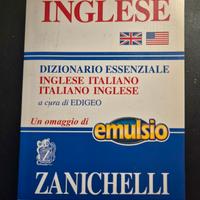 INGLESE
DIZIONARIO ESSENZIALE
INGLESE ITALIANO
ITALIANO INGLESE
a cura di EDIGEO
Un omaggio di emulsio
ZANICHELLI